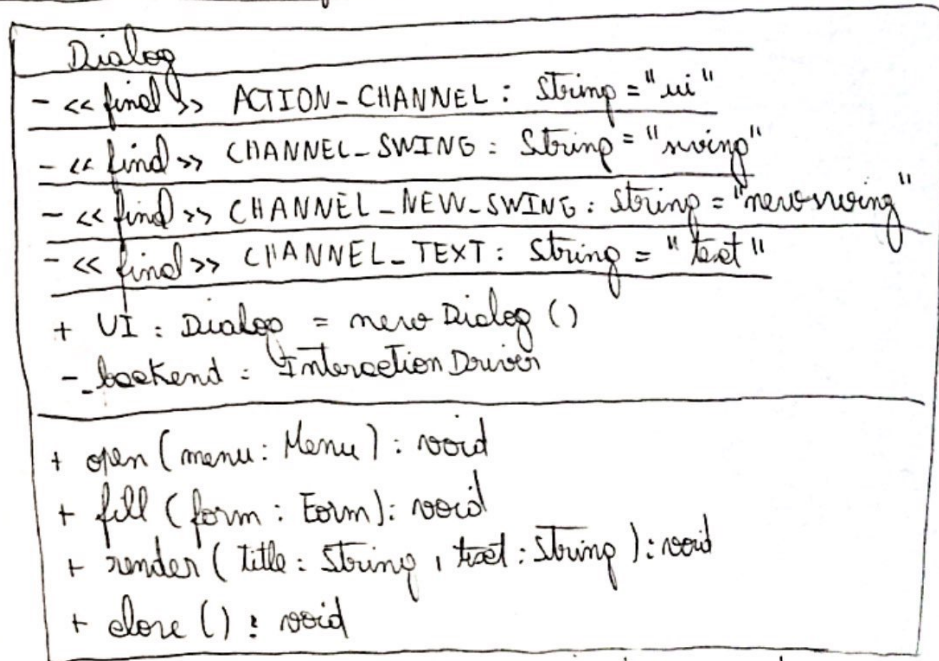 Dialog
- << final >> ACTION_CHANNEL : String = "ui"
- << final >> CHANNEL_SWING : String = "swing"
- << final >> CHANNEL_NEW_SWING : String = "newswing"
- << final >> CHANNEL_TEXT : String = "text"
+ UI : Dialog = new Dialog ()
- _backend : InteractionDriver
+ open (menu : Menu) : void
+ fill (form : Form) : void
+ render ( title : String , text : String ) : void
+ close () : void